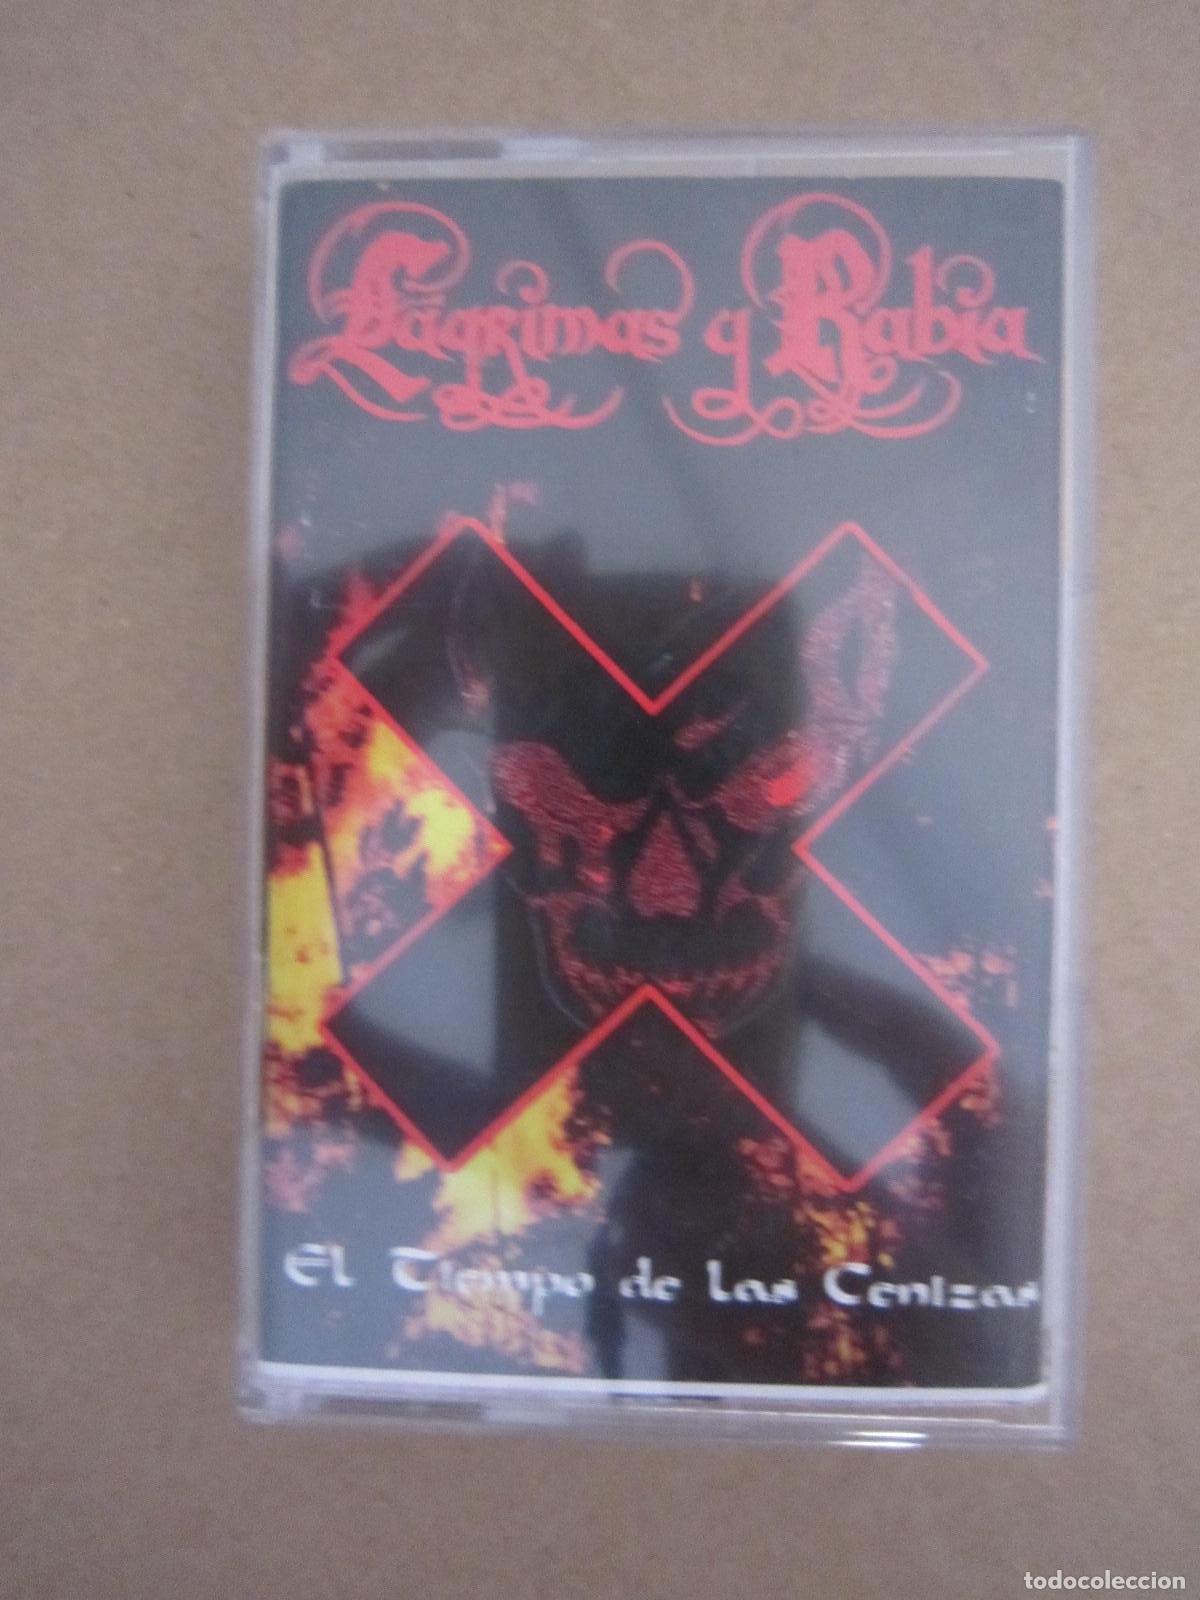 Lágrimas y Rabia
El Tiempo de las Cenizas
todocoleccion